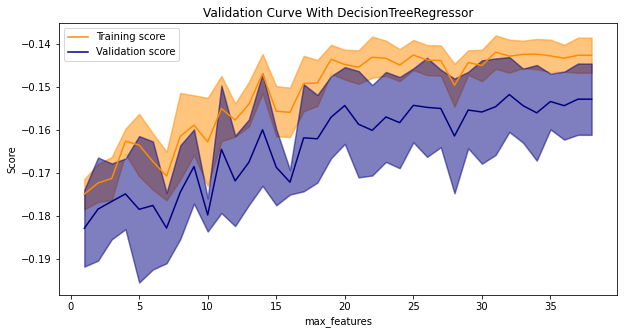 Validation Curve With DecisionTreeRegressor
Training score
Validation score
Score
−0.14
−0.15
−0.16
−0.17
−0.18
−0.19
0 5 10 15 20 25 30 35
max_features